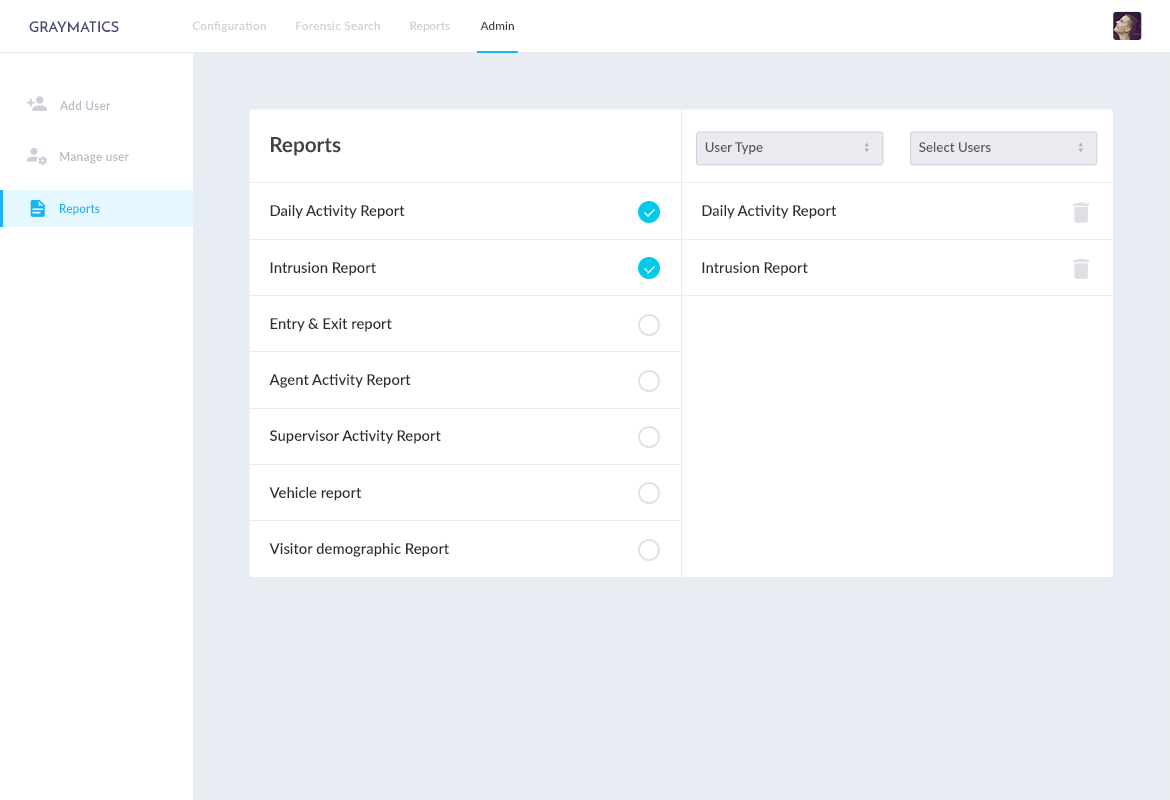 GRAYMATICS
Configuration
Forensic Search
Reports
Admin
Add User
Manage user
Reports
Reports
User Type
Select Users
Daily Activity Report
Intrusion Report
Entry & Exit report
Agent Activity Report
Supervisor Activity Report
Vehicle report
Visitor demographic Report
Daily Activity Report
Intrusion Report